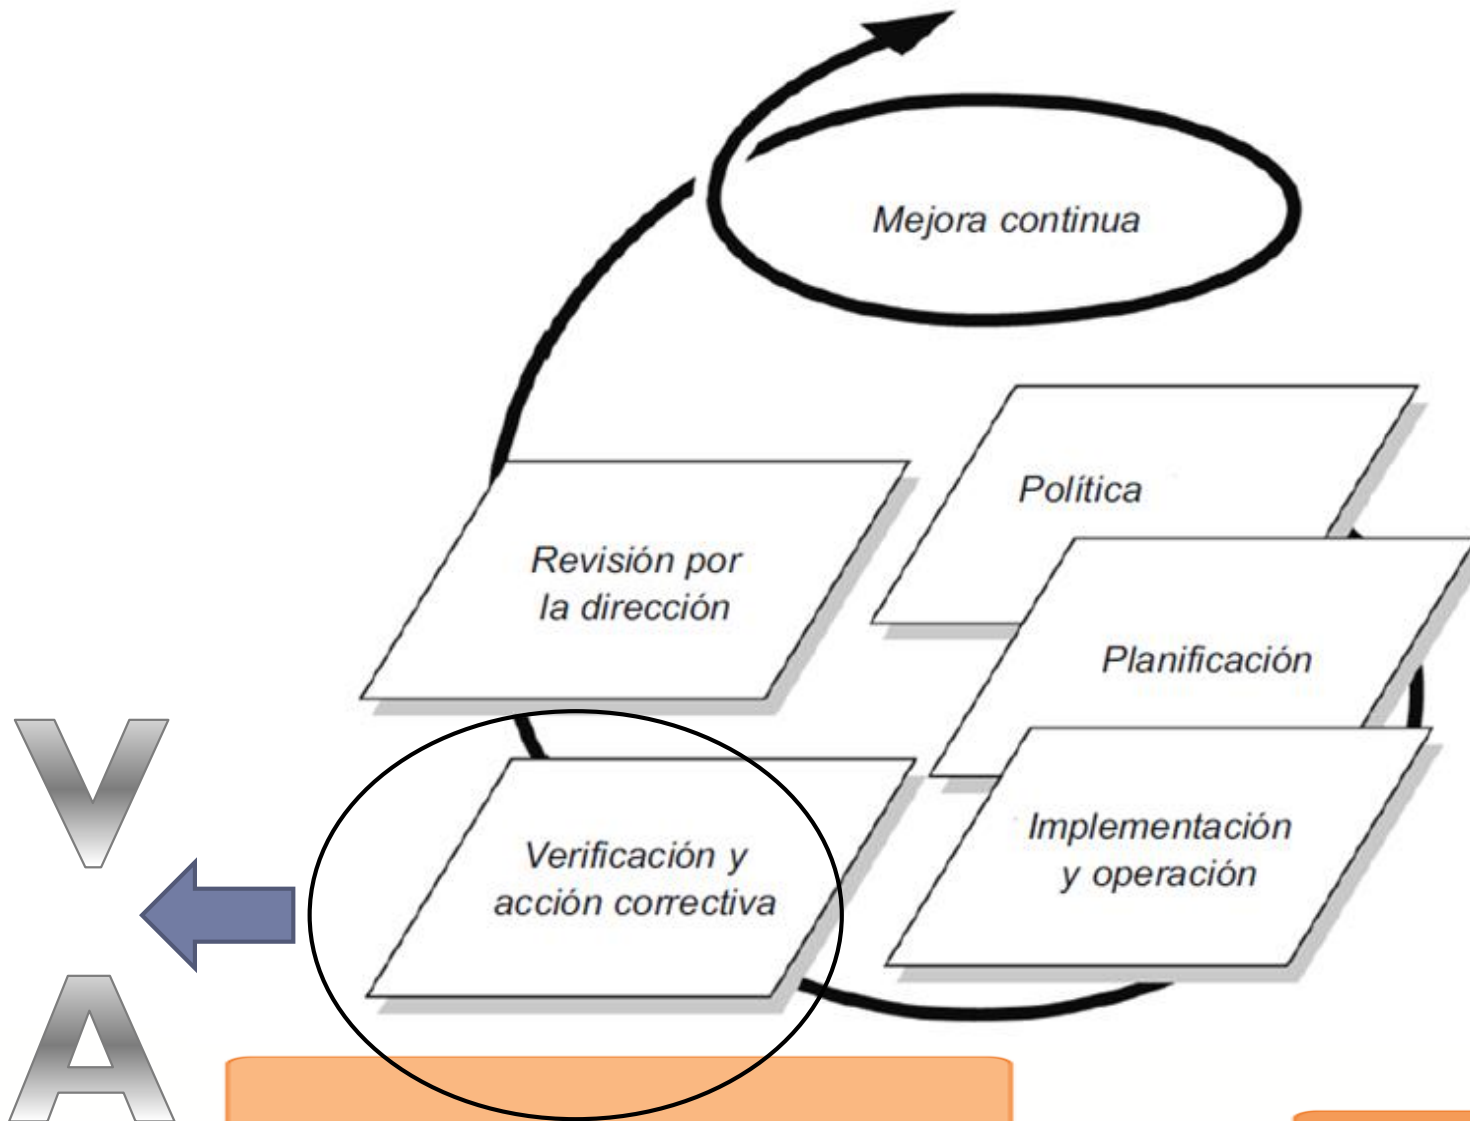 Mejora continua
Política
Revisión por
la dirección
Planificación
Implementación
y operación
Verificación y
acción correctiva
V
A